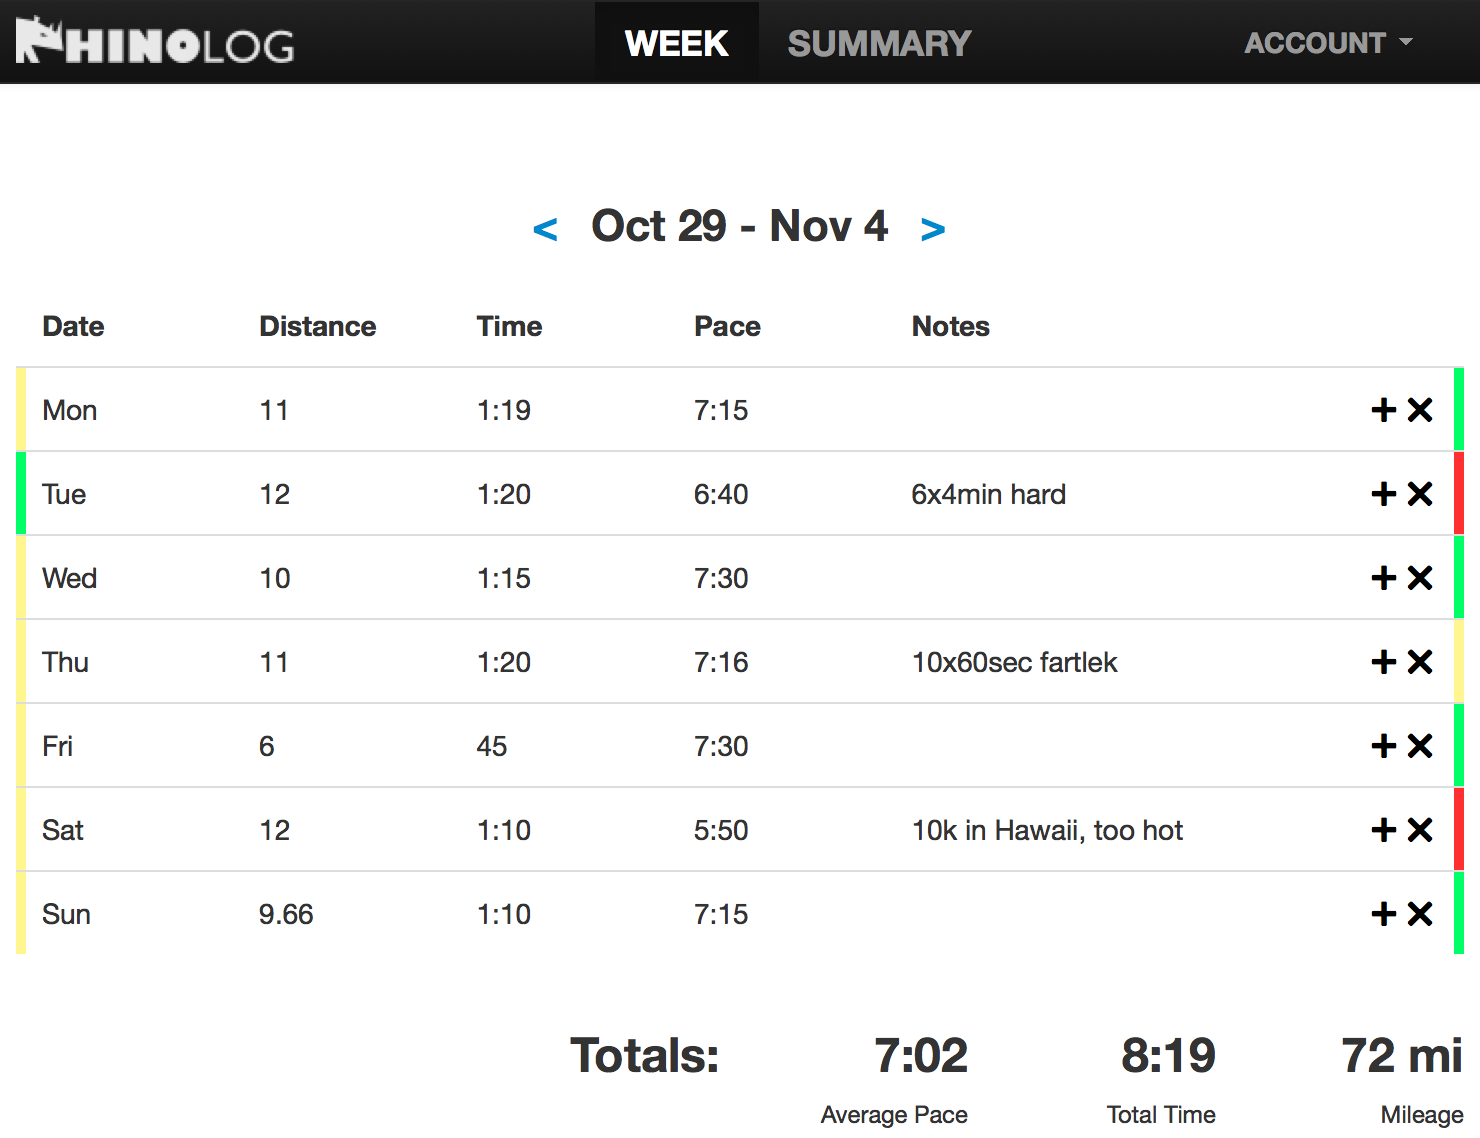 RHINOLOG WEEK SUMMARY ACCOUNT
< Oct 29 - Nov 4 >
Date Distance Time Pace Notes
Mon 11 1:19 7:15
Tue 12 1:20 6:40 6x4min hard
Wed 10 1:15 7:30
Thu 11 1:20 7:16 10x60sec fartlek
Fri 6 45 7:30
Sat 12 1:10 5:50 10k in Hawaii, too hot
Sun 9.66 1:10 7:15
Totals: 7:02 8:19 72 mi
Average Pace Total Time Mileage